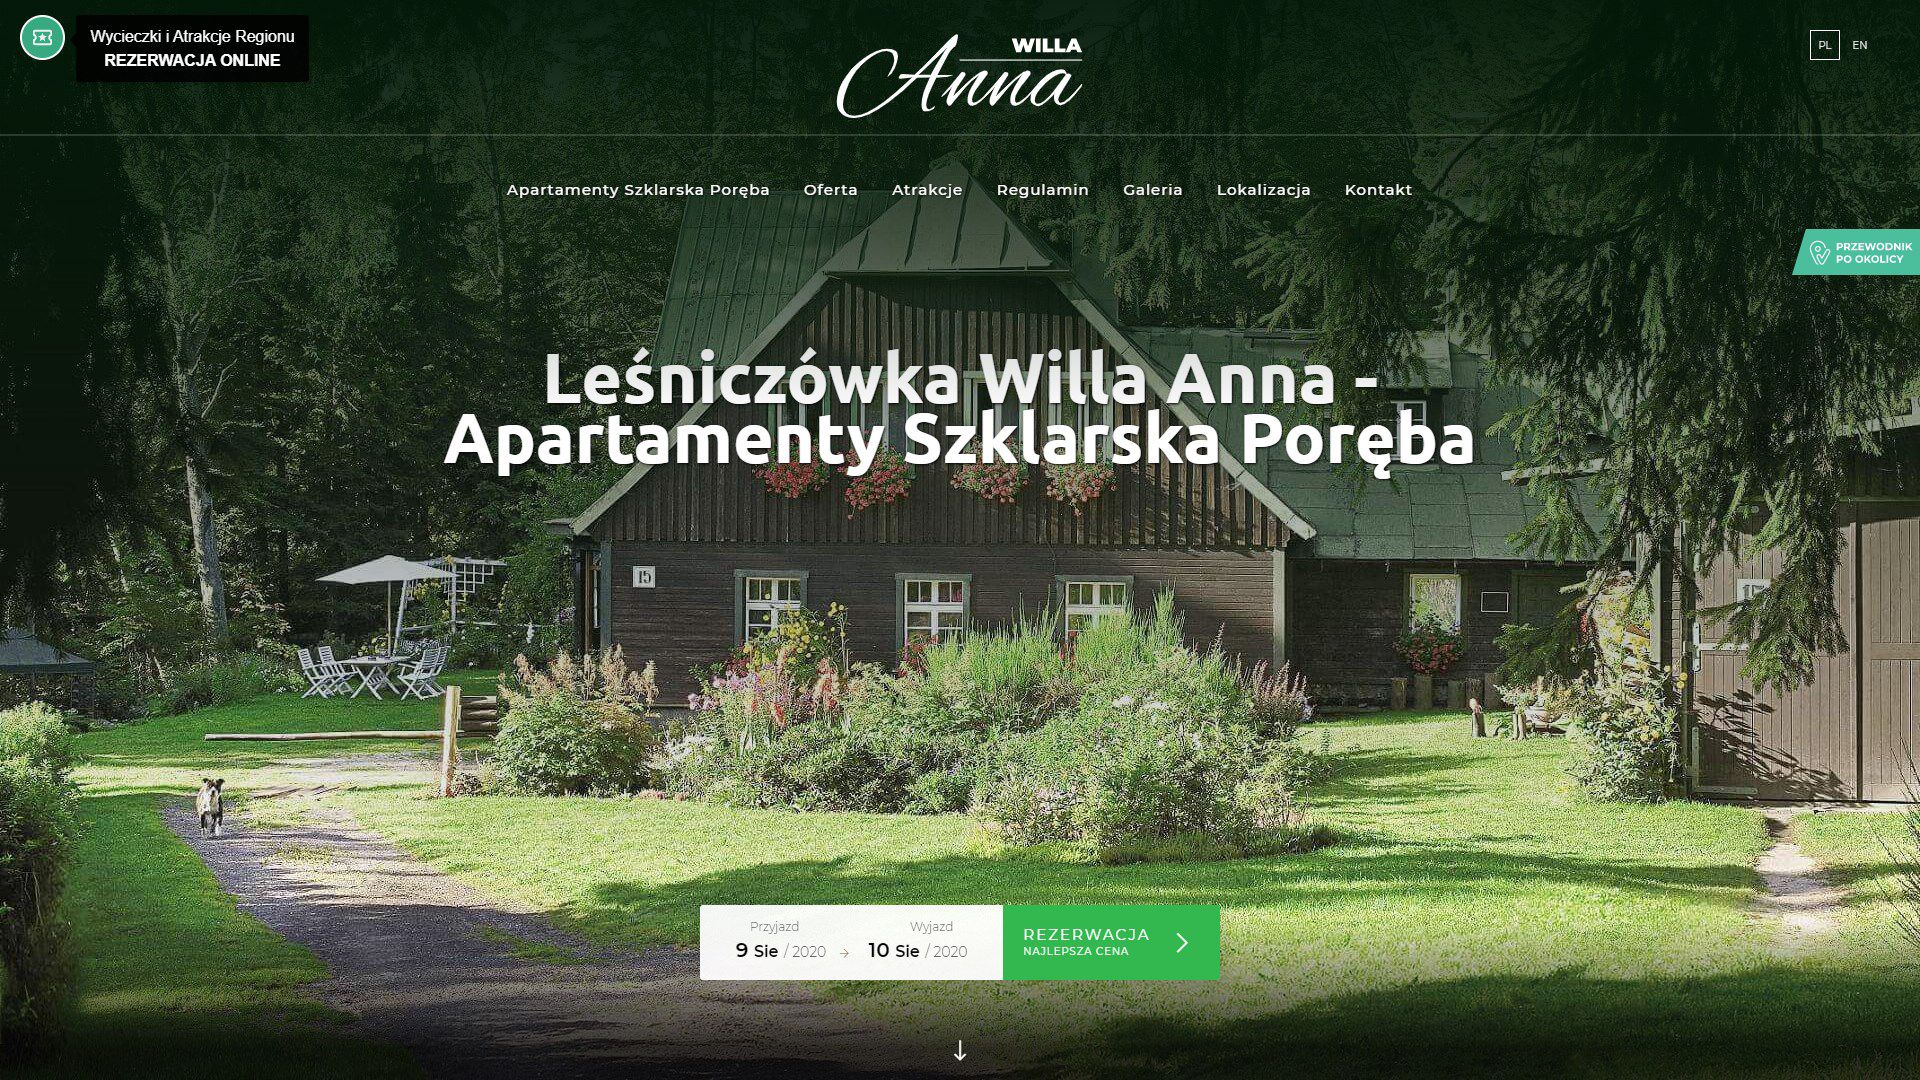 Wycieczki i Atrakcje Regionu
REZERWACJA ONLINE
WILLA
Anna
PL EN
Apartamenty Szklarska Poręba Oferta Atrakcje Regulamin Galeria Lokalizacja Kontakt
PRZEWODNIK
PO OKOLICY
Leśniczówka Willa Anna -
Apartamenty Szklarska Poręba
15
Przyjazd Wyjazd
9 Sie / 2020 → 10 Sie / 2020
REZERWACJA
NAJLEPSZA CENA